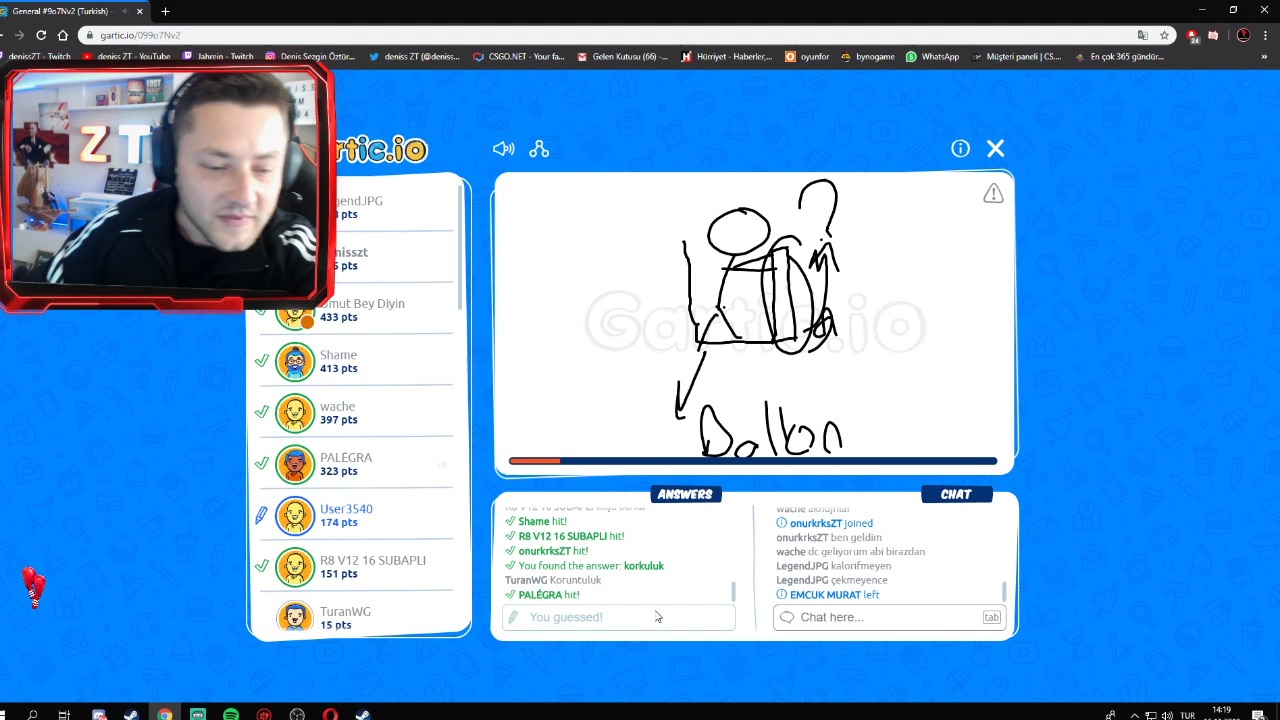 General #9o7Nv2 (Turkish)
gartic.io/099o7Nv2
24
denissZT - Twitch
deniss ZT - YouTube
Jahrein - Twitch
Denis Sezgin Öztür...
deniss ZT (@deniss...
CSGO.NET - Your fa...
Gelen Kutusu (66) -...
Hürriyet - Haberler,...
oyunfor
bynogame
WhatsApp
Müşteri paneli | CS....
En çok 365 gündür...
ZT
rtic.io
gendJPG
pts
nisszt
pts
Omut Bey Diyin
433 pts
Shame
413 pts
wache
397 pts
PALÉGRA
323 pts
User3540
174 pts
R8 V12 16 SUBAPLI
151 pts
TuranWG
15 pts
Gartic.io
?
Balkon
ANSWERS
Shame hit!
R8 V12 16 SUBAPLI hit!
onurkrksZT hit!
You found the answer: korkuluk
TuranWG Koruntuluk
PALÉGRA hit!
You guessed!
CHAT
onurkrksZT joined
onurkrksZT ben geldim
wache dc geliyorum abi birazdan
LegendJPG kalorifmeyen
LegendJPG çekmeyence
EMCUK MURAT left
Chat here...
tab
TUR
14:19